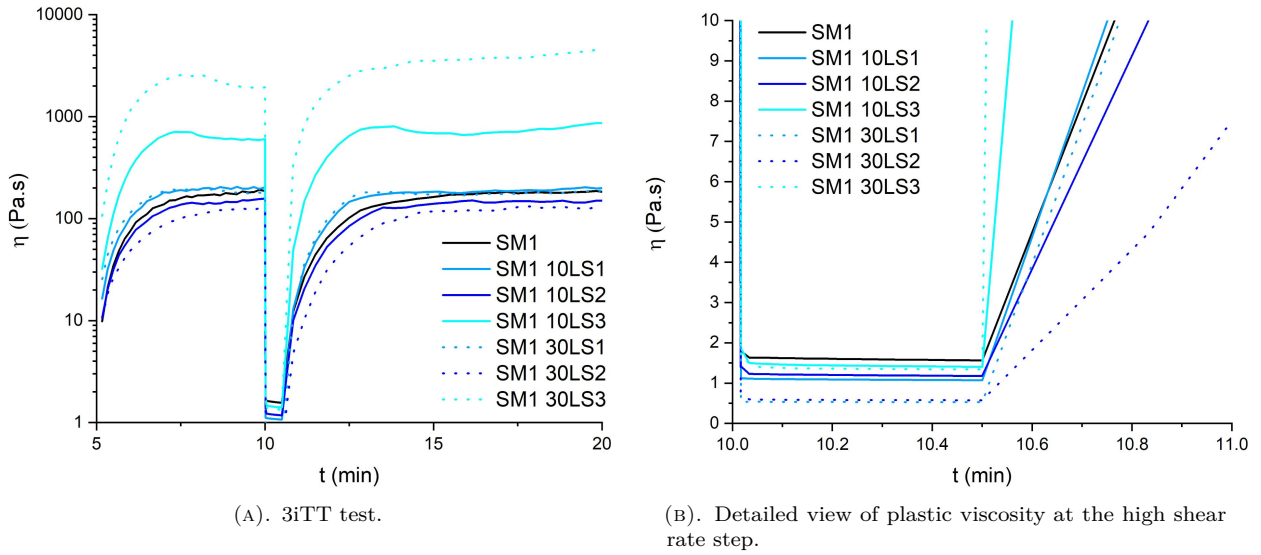 10000
1000
100
10
1
η (Pa.s)
SM1
SM1 10LS1
SM1 10LS2
SM1 10LS3
SM1 30LS1
SM1 30LS2
SM1 30LS3
5
10
15
20
t (min)
(A). 3iTT test.
10
9
8
7
6
5
4
3
2
1
0
η (Pa.s)
SM1
SM1 10LS1
SM1 10LS2
SM1 10LS3
SM1 30LS1
SM1 30LS2
SM1 30LS3
10.0
10.2
10.4
10.6
10.8
11.0
t (min)
(B). Detailed view of plastic viscosity at the high shear
rate step.